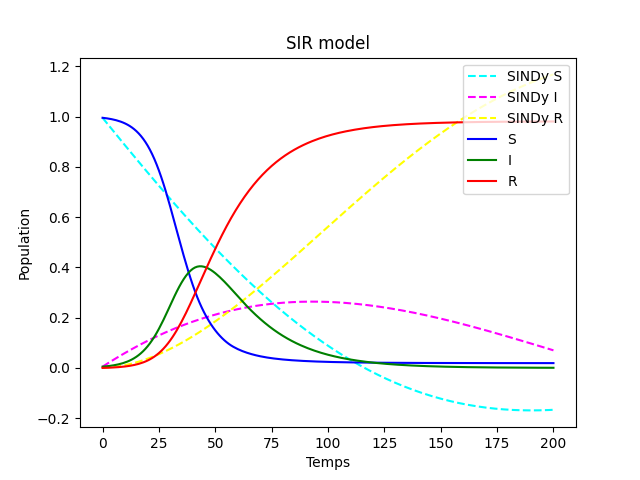 SIR model
1.2
1.0
0.8
0.6
0.4
0.2
0.0
−0.2
Population
0 25 50 75 100 125 150 175 200
Temps
SINDy S
SINDy I
SINDy R
S
I
R